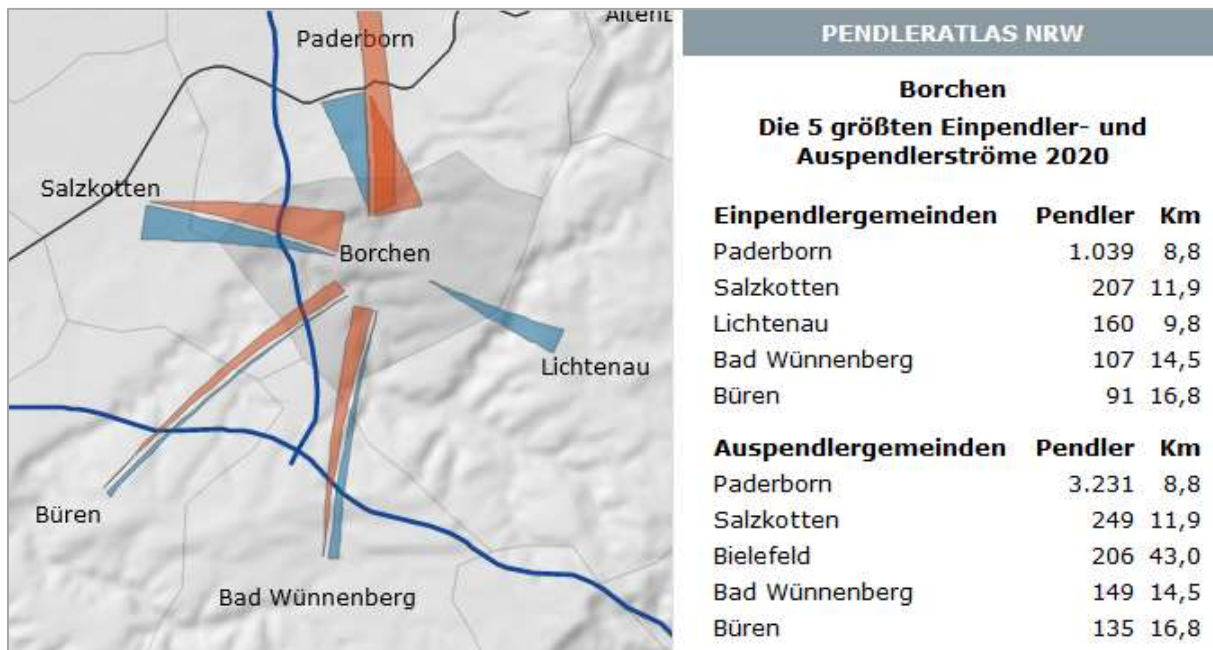 Altenb
Paderborn
Salzkotten
Borchen
Lichtenau
Büren
Bad Wünnenberg
PENDLERATLAS NRW
Borchen
Die 5 größten Einpendler- und
Auspendlerströme 2020
Einpendlergemeinden Pendler Km
Paderborn 1.039 8,8
Salzkotten 207 11,9
Lichtenau 160 9,8
Bad Wünnenberg 107 14,5
Büren 91 16,8
Auspendlergemeinden Pendler Km
Paderborn 3.231 8,8
Salzkotten 249 11,9
Bielefeld 206 43,0
Bad Wünnenberg 149 14,5
Büren 135 16,8